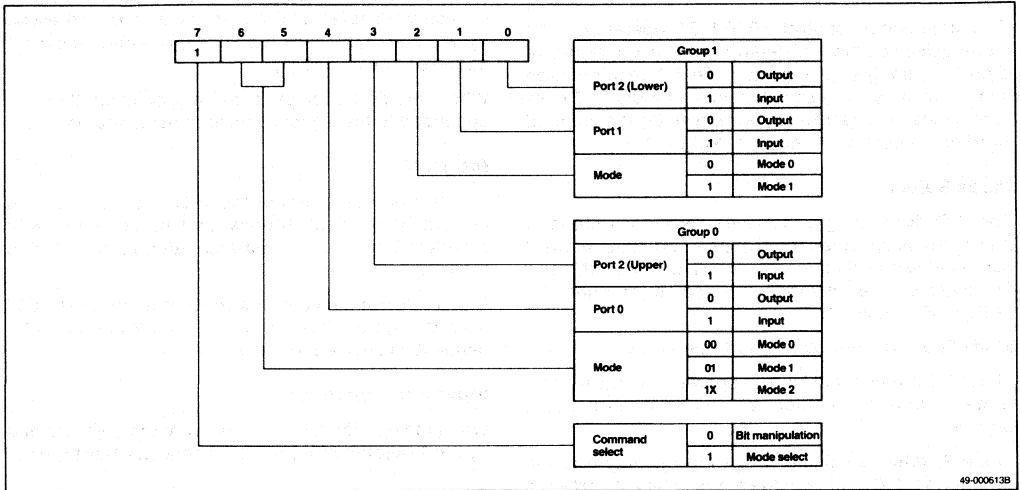 7 6 5 4 3 2 1 0
1
Group 1
Port 2 (Lower) 0 Output
1 Input
Port 1 0 Output
1 Input
Mode 0 Mode 0
1 Mode 1
Group 0
Port 2 (Upper) 0 Output
1 Input
Port 0 0 Output
1 Input
Mode 00 Mode 0
01 Mode 1
1X Mode 2
Command select 0 Bit manipulation
1 Mode select
49-000613B